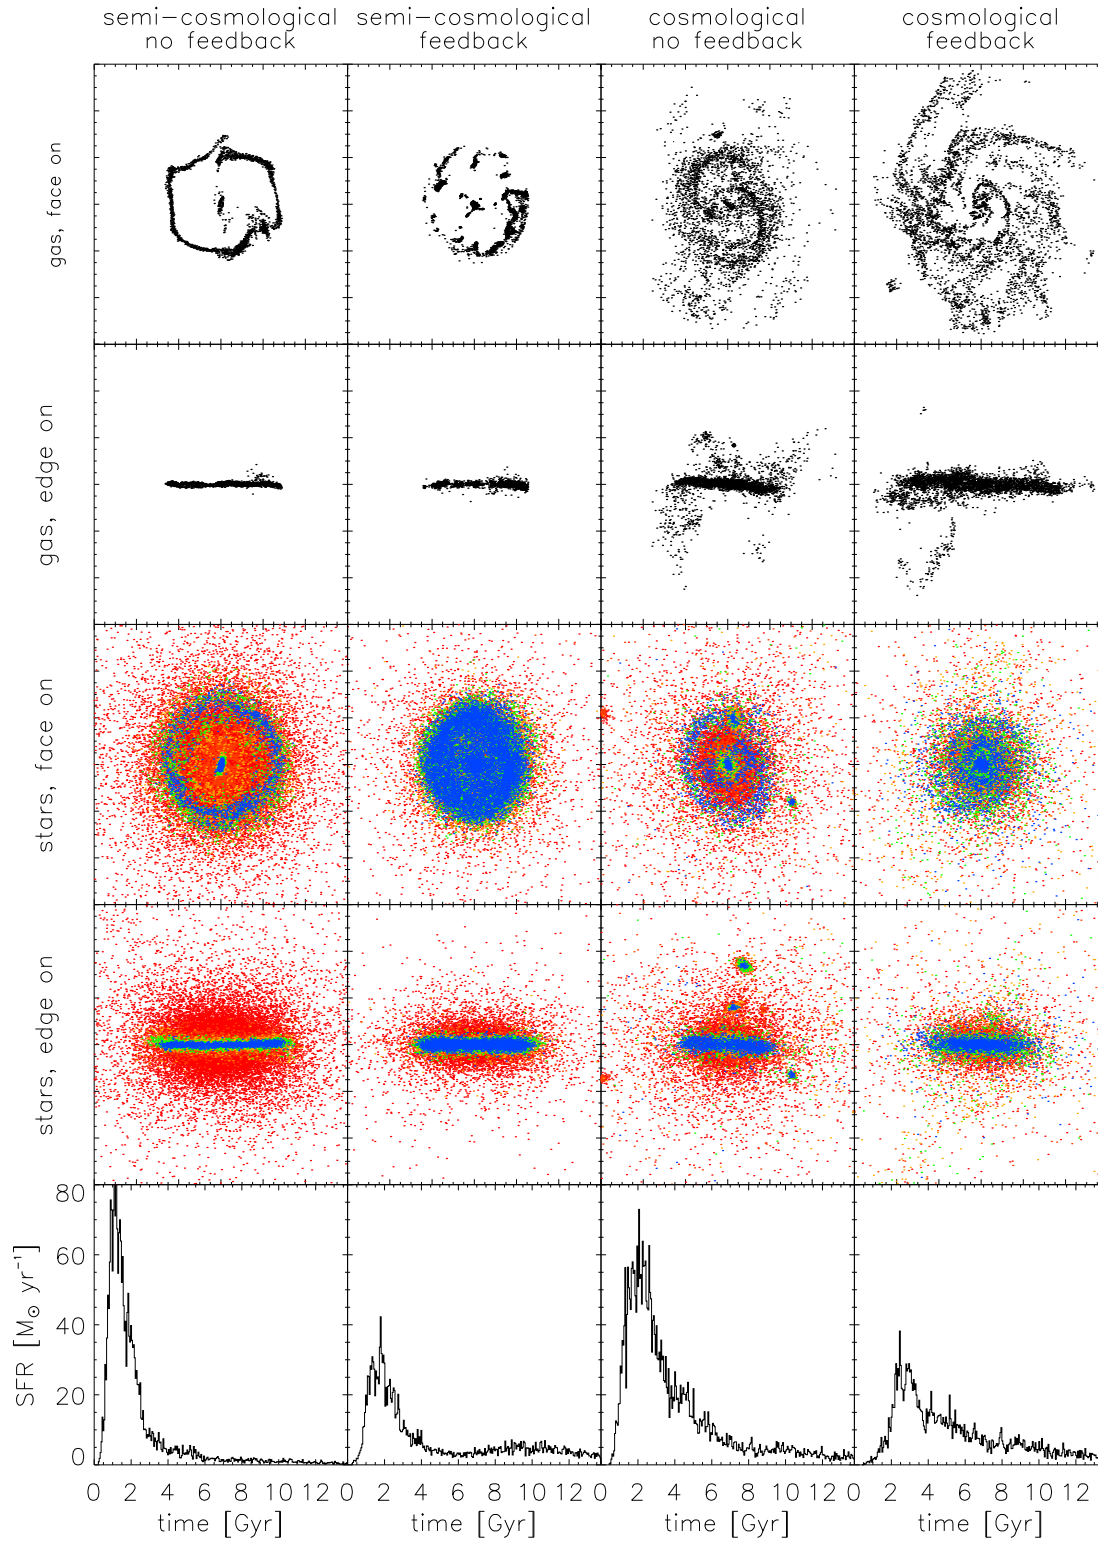 semi-cosmological
no feedback
semi-cosmological
feedback
cosmological
no feedback
cosmological
feedback
gas, face on
gas, edge on
stars, face on
stars, edge on
SFR [M⊙ yr⁻¹]
80
60
40
20
0
0 2 4 6 8 10 12 0 2 4 6 8 10 12 0 2 4 6 8 10 12 0 2 4 6 8 10 12
time [Gyr] time [Gyr] time [Gyr] time [Gyr]